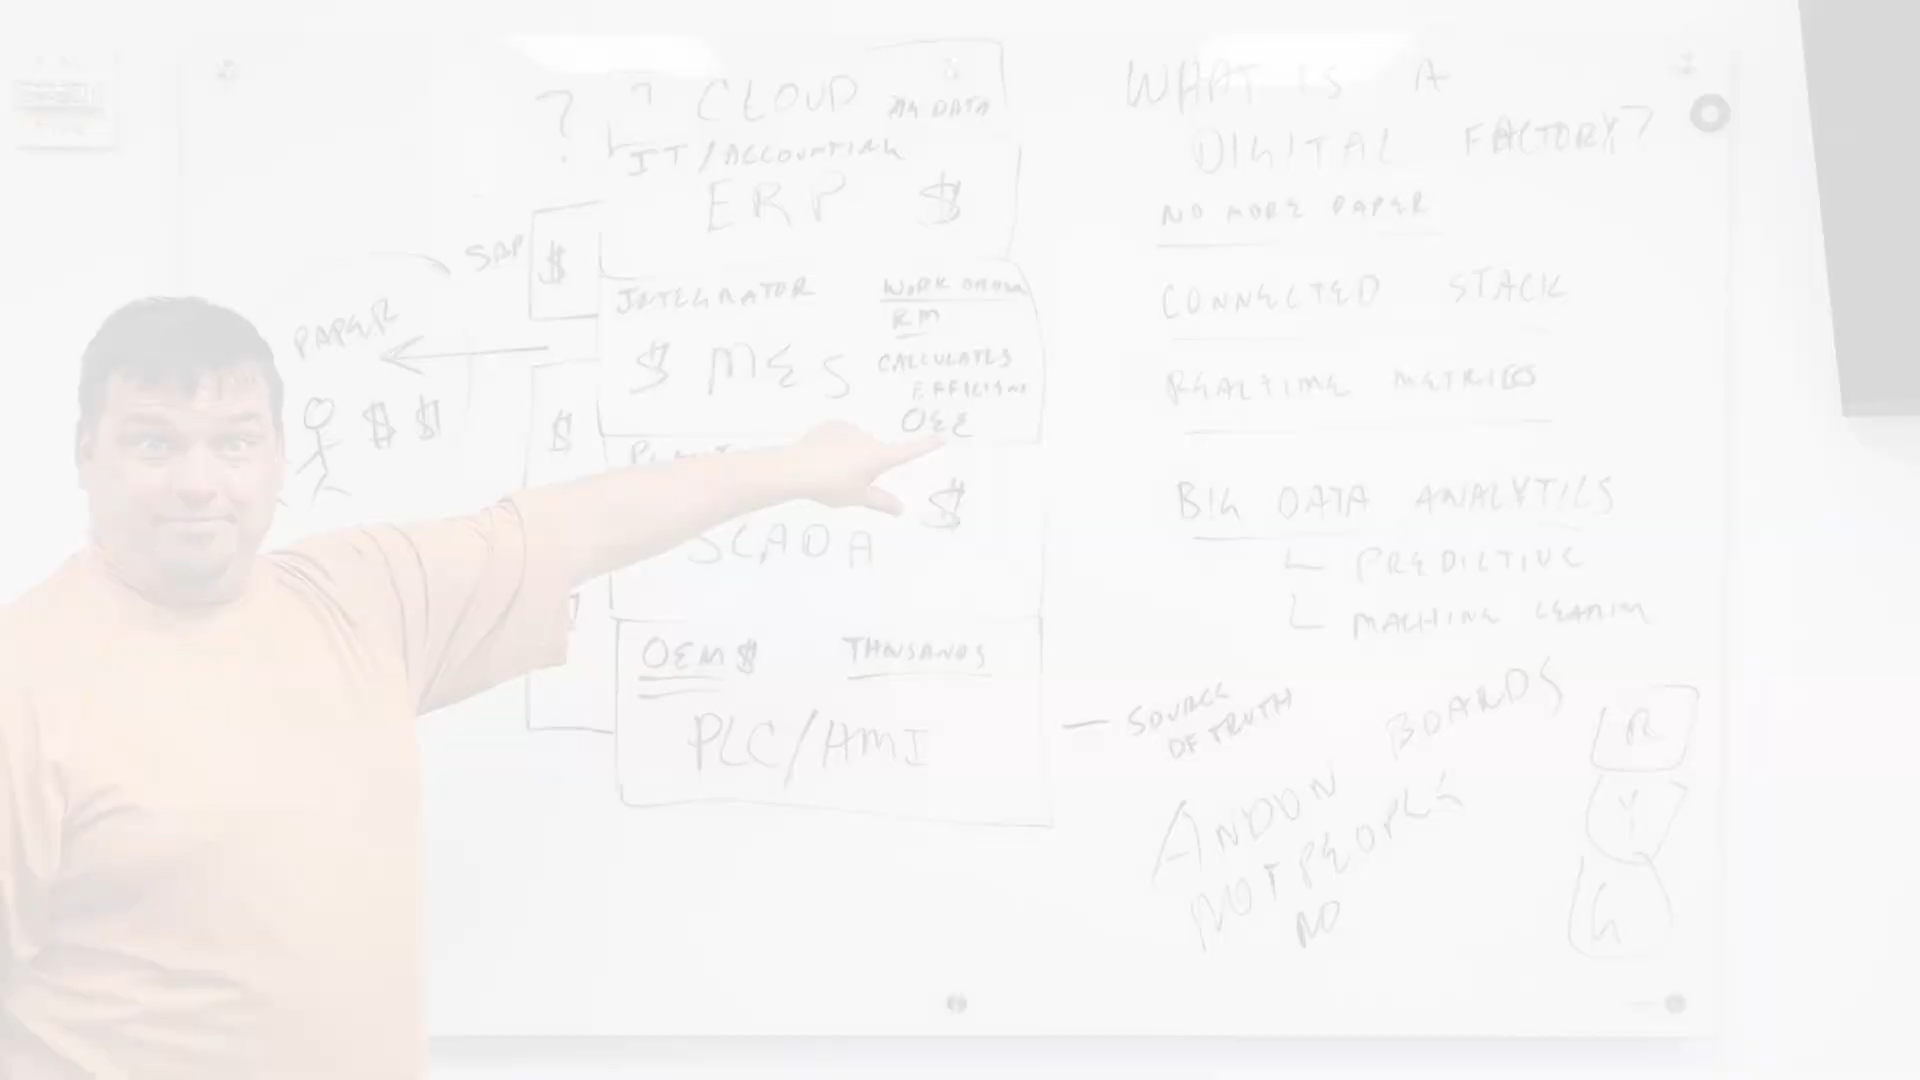 ? ? CLOUD
BIG DATA
IT / ACCOUNTING
ERP $
SAP $
INTEGRATOR
WORK ORDER
RM
$ MES
CALCULATES
OEE
PAPER
$ $
$
$
SCADA
OEM $ THOUSANDS
PLC/HMI
WHAT IS A
DIGITAL FACTORY?
NO MORE PAPER
CONNECTED STACK
REALTIME METRICS
BIG DATA ANALYTICS
PREDICTIVE
MACHINE
SOURCE
OF TRUTH
ANDON BOARDS
NOT PEOPLE
NO
R
Y
G